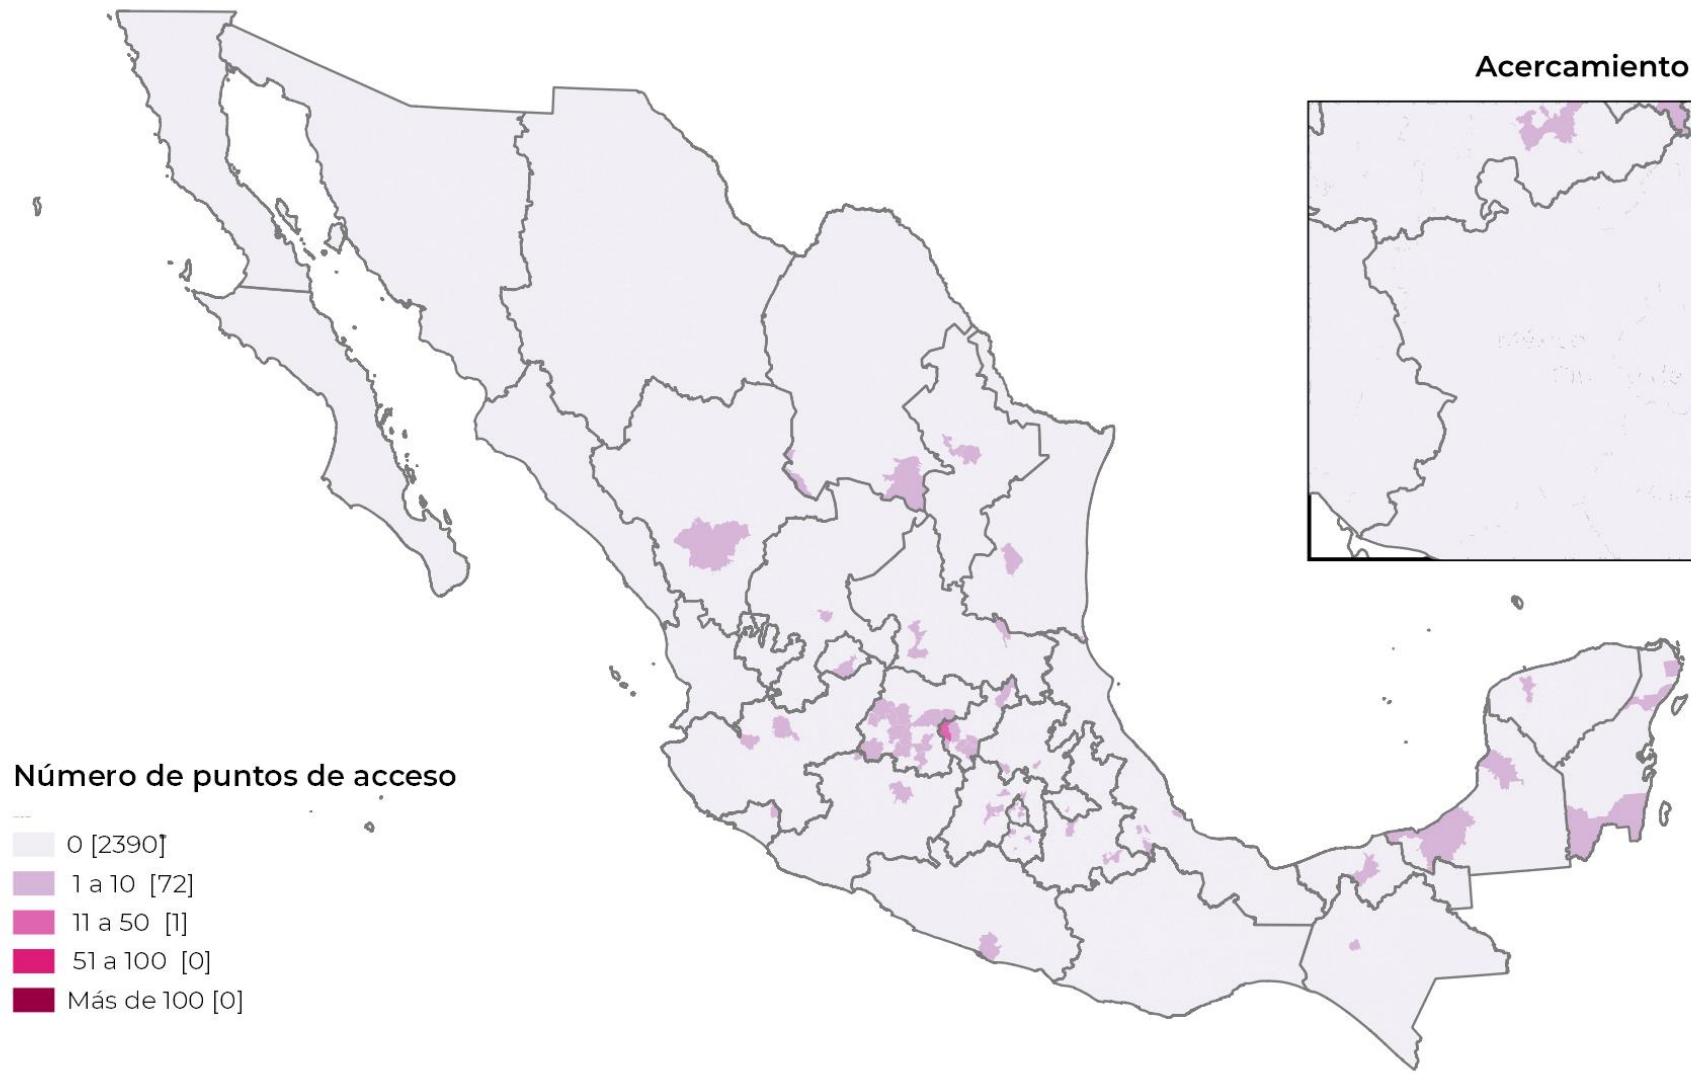 Acercamiento
Número de puntos de acceso
0 [2390]
1 a 10 [72]
11 a 50 [1]
51 a 100 [0]
Más de 100 [0]